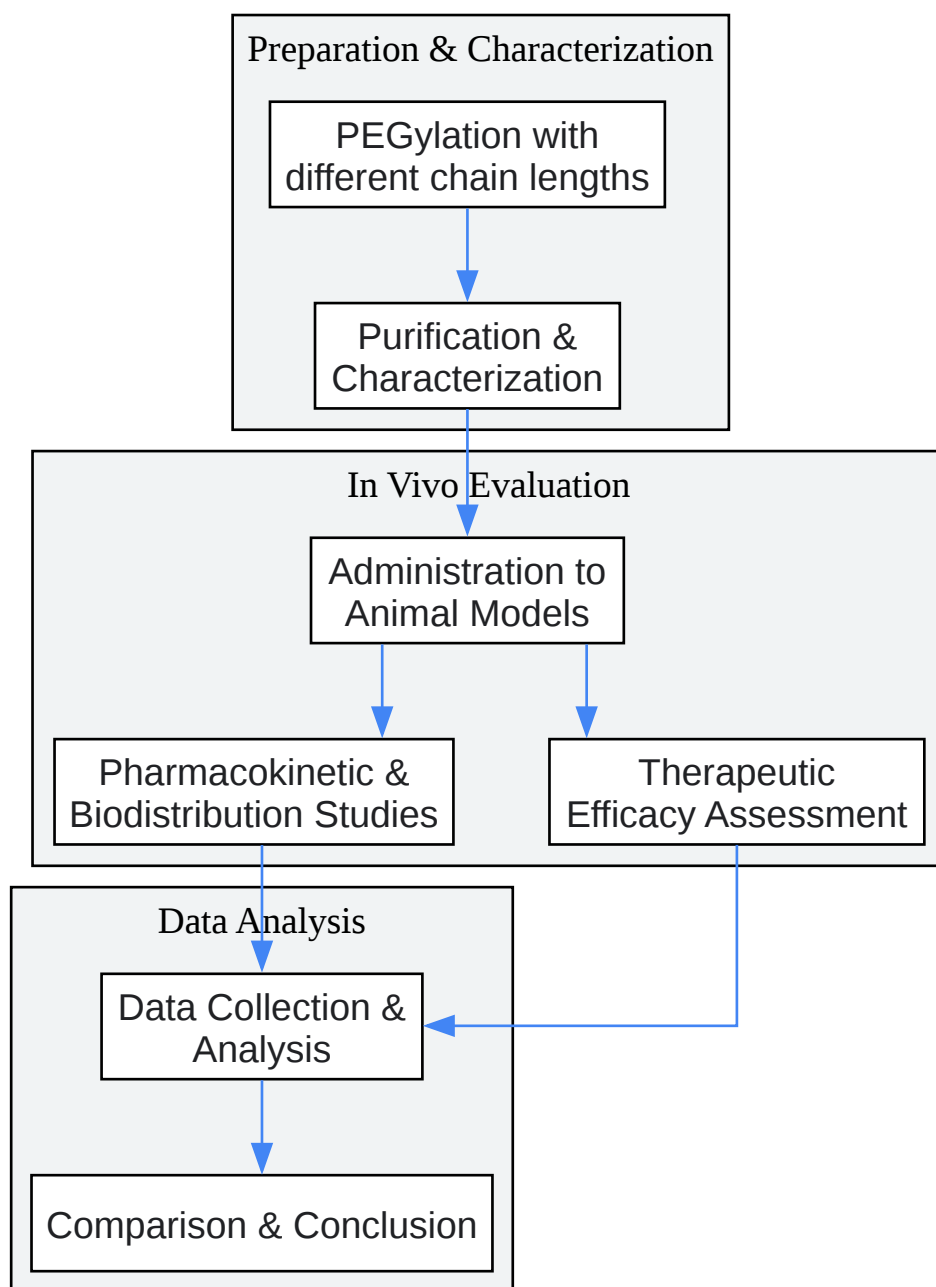 Preparation & Characterization
PEGylation with
different chain lengths
Purification &
Characterization
In Vivo Evaluation
Administration to
Animal Models
Pharmacokinetic &
Biodistribution Studies
Therapeutic
Efficacy Assessment
Data Analysis
Data Collection &
Analysis
Comparison & Conclusion